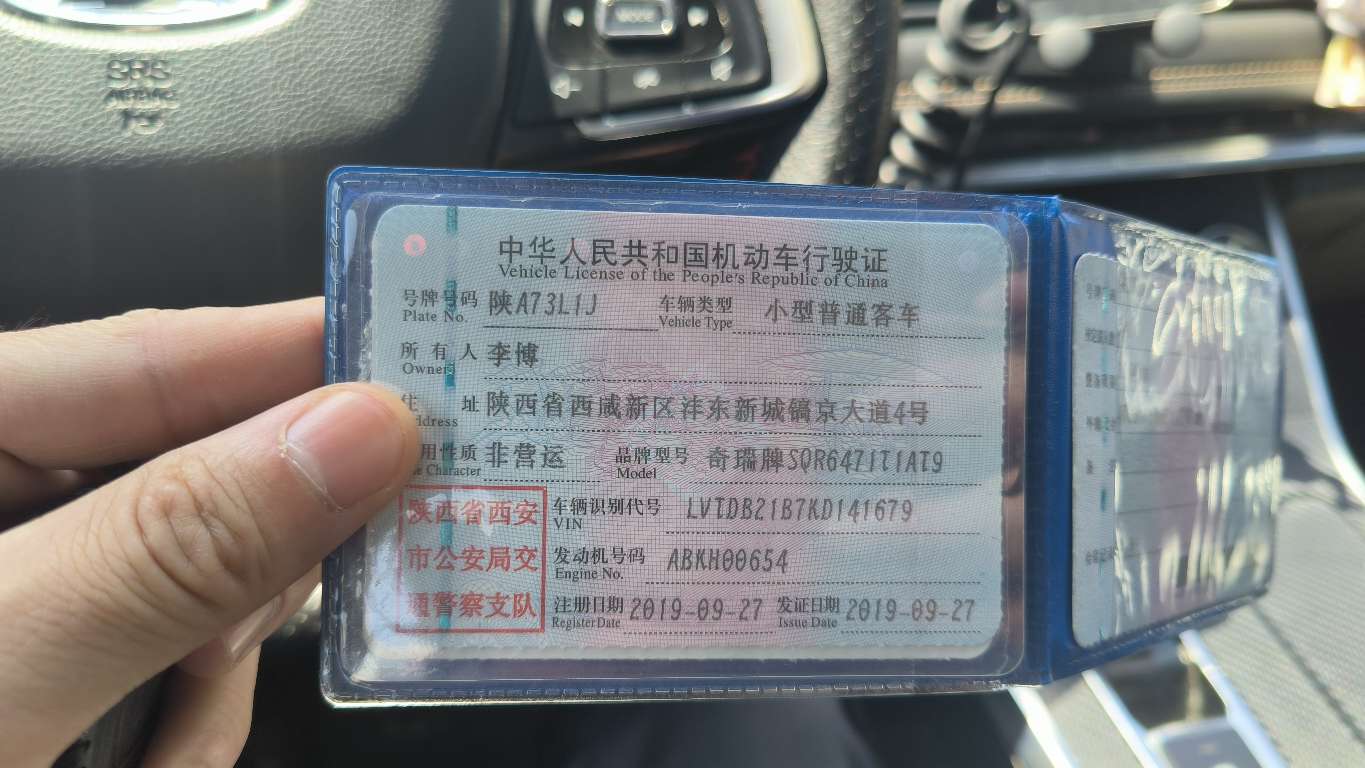 SRS
AIRBAG
MODE
中华人民共和国机动车行驶证
Vehicle License of the People's Republic of China
号牌号码 陕A73L1J 车辆类型 小型普通客车
Plate No. Vehicle Type
所有人 李博
Owner
住址 陕西省西咸新区沣东新城镐京大道4号
ddress
用性质 非营运 品牌型号 奇瑞牌SQR6471T1AT9
e Character Model
陕西省西安
市公安局交
通警察支队
车辆识别代号 LVTDB21B7KD141679
VIN
发动机号码 ABKH00654
Engine No.
注册日期 2019-09-27 发证日期 2019-09-27
Register Date Issue Date